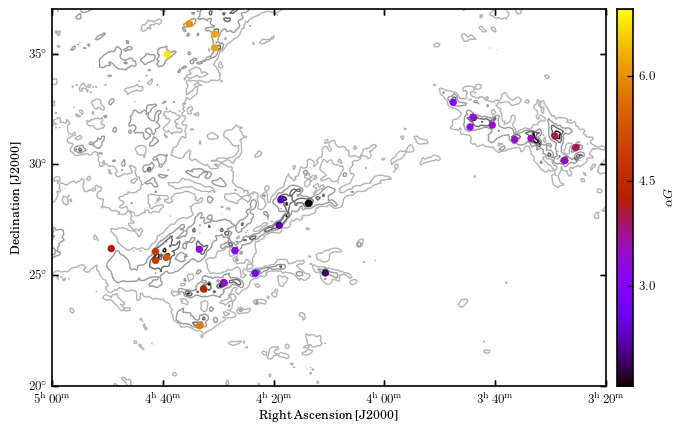 35°
30°
25°
20°
Declination [J2000]
5ʰ 00ᵐ
4ʰ 40ᵐ
4ʰ 20ᵐ
4ʰ 00ᵐ
3ʰ 40ᵐ
3ʰ 20ᵐ
Right Ascension [J2000]
6.0
4.5
3.0
αG